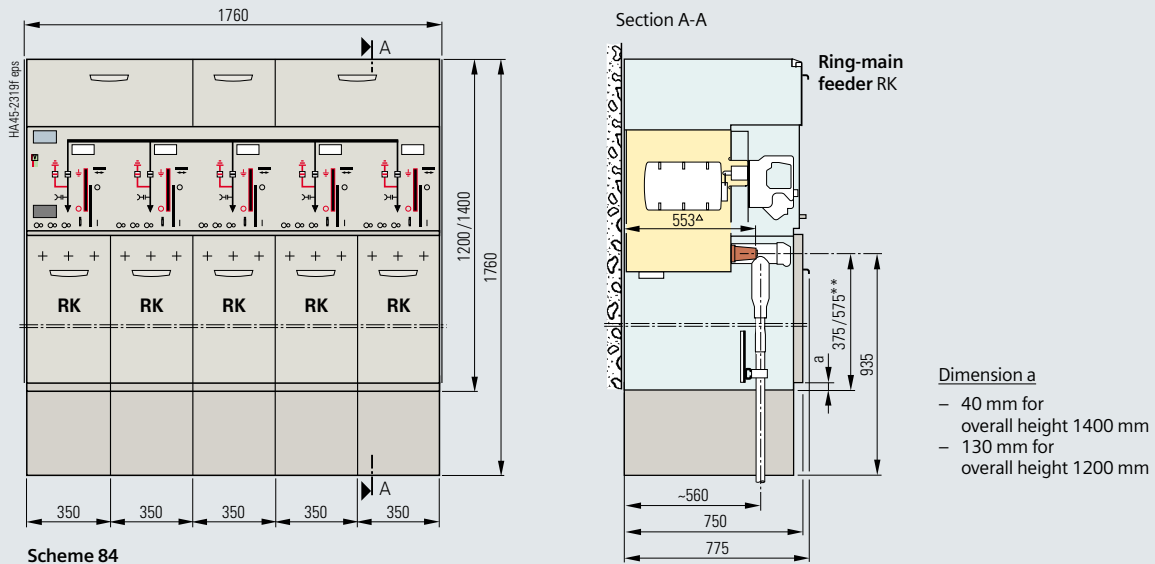 1760
A
HA45-2319f eps
RK
RK
RK
RK
RK
1200/1400
1760
A
350
350
350
350
350
Scheme 84
Section A-A
Ring-main
feeder RK
553△
375/575**
a
935
~560
750
775
Dimension a
– 40 mm for
overall height 1400 mm
– 130 mm for
overall height 1200 mm